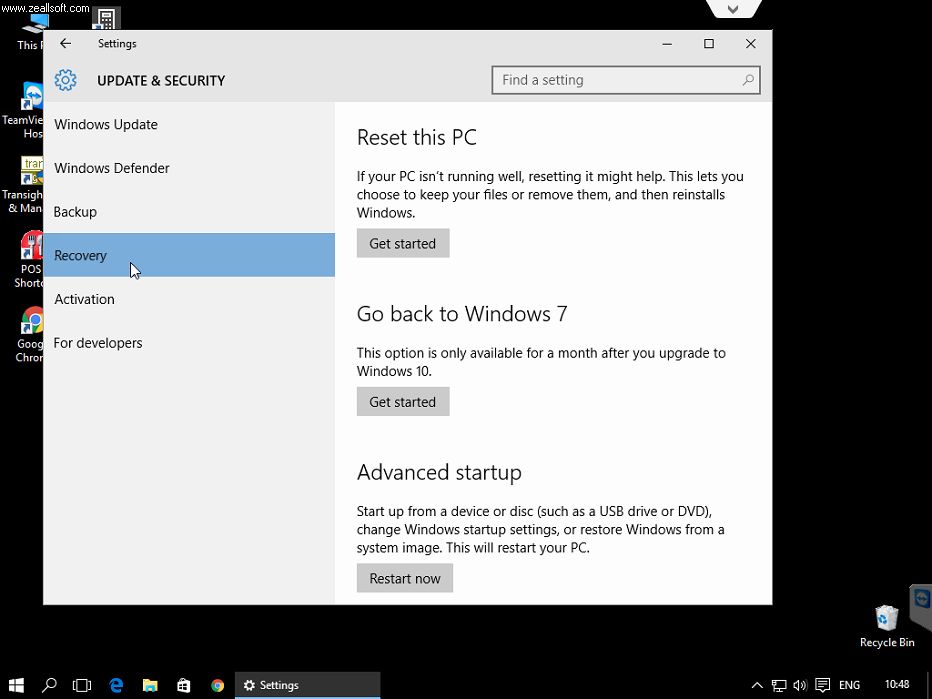 www.zeallsoft.com
This
Settings
UPDATE & SECURITY
Find a setting
Windows Update
Windows Defender
Backup
Recovery
Activation
For developers
Reset this PC
If your PC isn't running well, resetting it might help. This lets you
choose to keep your files or remove them, and then reinstalls
Windows.
Get started
Go back to Windows 7
This option is only available for a month after you upgrade to
Windows 10.
Get started
Advanced startup
Start up from a device or disc (such as a USB drive or DVD),
change Windows startup settings, or restore Windows from a
system image. This will restart your PC.
Restart now
TeamVie
Hos
tran
Transigh
& Man
POS
Shortc
Goog
Chron
Recycle Bin
Settings
ENG
10:48